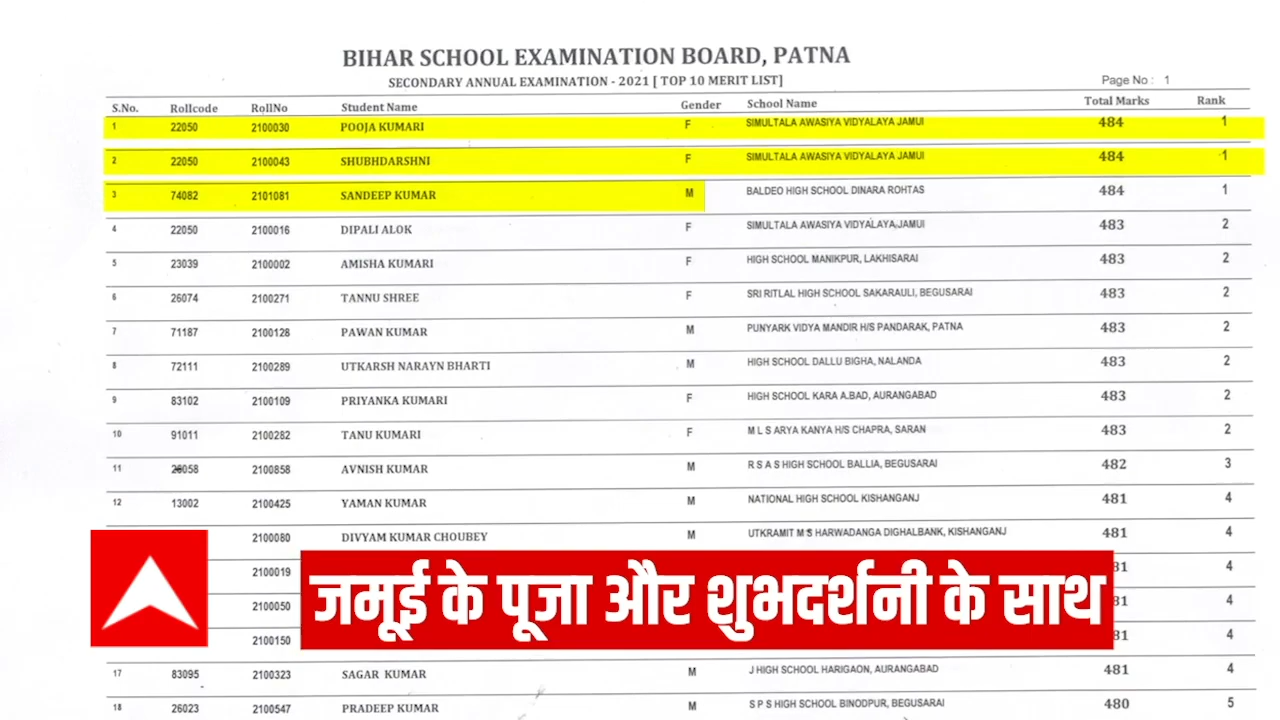 BIHAR SCHOOL EXAMINATION BOARD, PATNA
SECONDARY ANNUAL EXAMINATION - 2021 [ TOP 10 MERIT LIST]
Page No : 1
S.No. Rollcode RollNo Student Name Gender School Name Total Marks Rank
1 22050 2100030 POOJA KUMARI F SIMULTALA AWASIYA VIDYALAYA JAMUI 484 1
2 22050 2100043 SHUBHDARSHNI F SIMULTALA AWASIYA VIDYALAYA JAMUI 484 1
3 74082 2101081 SANDEEP KUMAR M BALDEO HIGH SCHOOL DINARA ROHTAS 484 1
4 22050 2100016 DIPALI ALOK F SIMULTALA AWASIYA VIDYALAYA,JAMUI 483 2
5 23039 2100002 AMISHA KUMARI F HIGH SCHOOL MANIKPUR, LAKHISARAI 483 2
6 26074 2100271 TANNU SHREE F SRI RITLAL HIGH SCHOOL SAKARAULI, BEGUSARAI 483 2
7 71187 2100128 PAWAN KUMAR M PUNYARK VIDYA MANDIR H/S PANDARAK, PATNA 483 2
8 72111 2100289 UTKARSH NARAYN BHARTI M HIGH SCHOOL DALLU BIGHA, NALANDA 483 2
9 83102 2100109 PRIYANKA KUMARI F HIGH SCHOOL KARA A.BAD, AURANGABAD 483 2
10 91011 2100282 TANU KUMARI F M L S ARYA KANYA H/S CHAPRA, SARAN 483 2
11 2100858 AVNISH KUMAR M R S A S HIGH SCHOOL BALLIA, BEGUSARAI 482 3
12 13002 2100425 YAMAN KUMAR M NATIONAL HIGH SCHOOL KISHANGANJ 481 4
2100080 DIVYAM KUMAR CHOUBEY M UTKRAMIT M S HARWADANGA DIGHALBANK, KISHANGANJ 481 4
2100019 4
2100050 4
2100150 4
जमूई के पूजा और शुभदर्शनी के साथ
17 83095 2100323 SAGAR KUMAR M J HIGH SCHOOL HARIGAON, AURANGABAD 481 4
18 26023 2100547 PRADEEP KUMAR M S P S HIGH SCHOOL BINODPUR, BEGUSARAI 480 5